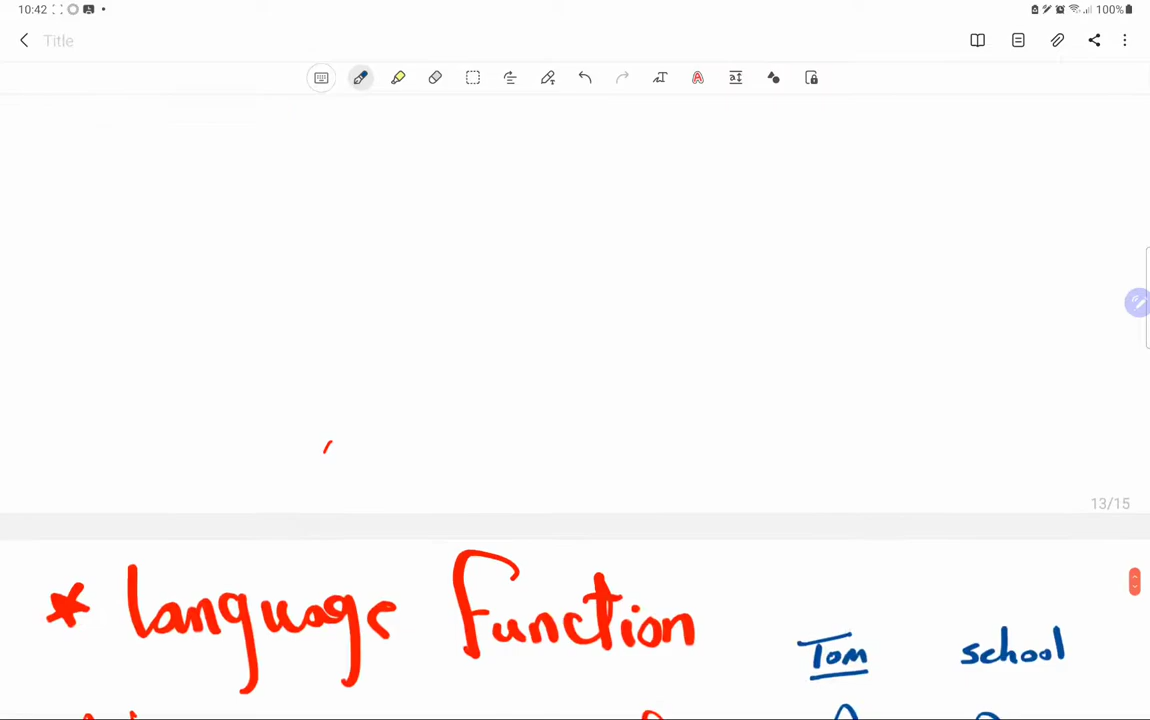 10:42 100%
Title
13/15
* Language Function
Tom school